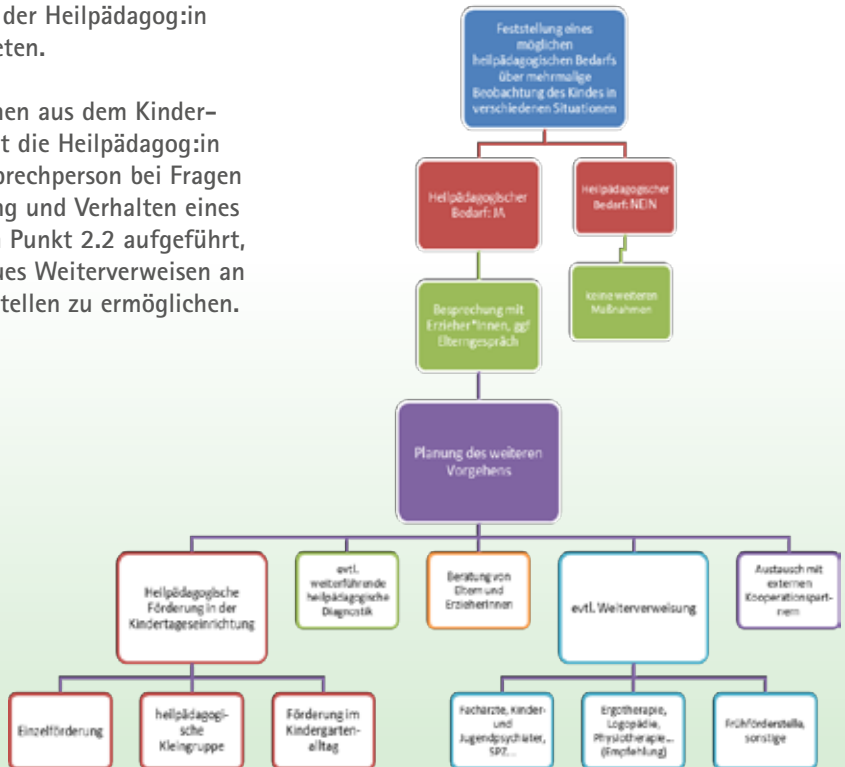 der Heilpädagog:in
eten.
nen aus dem Kinder-
t die Heilpädagog:in
prechperson bei Fragen
ng und Verhalten eines
n Punkt 2.2 aufgeführt,
ues Weiterverweisen an
tellen zu ermöglichen.
Feststellung eines
möglichen
heilpädagogischen Bedarfs
über mehrmalige
Beobachtung des Kindes in
verschiedenen Situationen
Heilpädagogischer
Bedarf: JA
Heilpädagogischer
Bedarf: NEIN
Besprechung mit
Erzieher*Innen, ggf
Elterngespräch
keine weiteren
Maßnahmen
Planung des weiteren
Vorgehens
Heilpädagogische
Förderung in der
Kindertageseinrichtung
evtl.
weiterführende
heilpädagogische
Diagnostik
Beratung von
Eltern und
ErzieherInnen
evtl. Weiterverweisung
Austausch mit
externen
Kooperationspart-
nern
Einzelförderung
heilpädagogi-
sche
Kleingruppe
Förderung im
Kindergarten-
alltag
Fachärzte, Kinder-
und
Jugendpsychiater,
SPZ...
Ergotherapie,
Logopädie,
Physiotherapie...
(Empfehlung)
Frühförderstelle,
sonstige